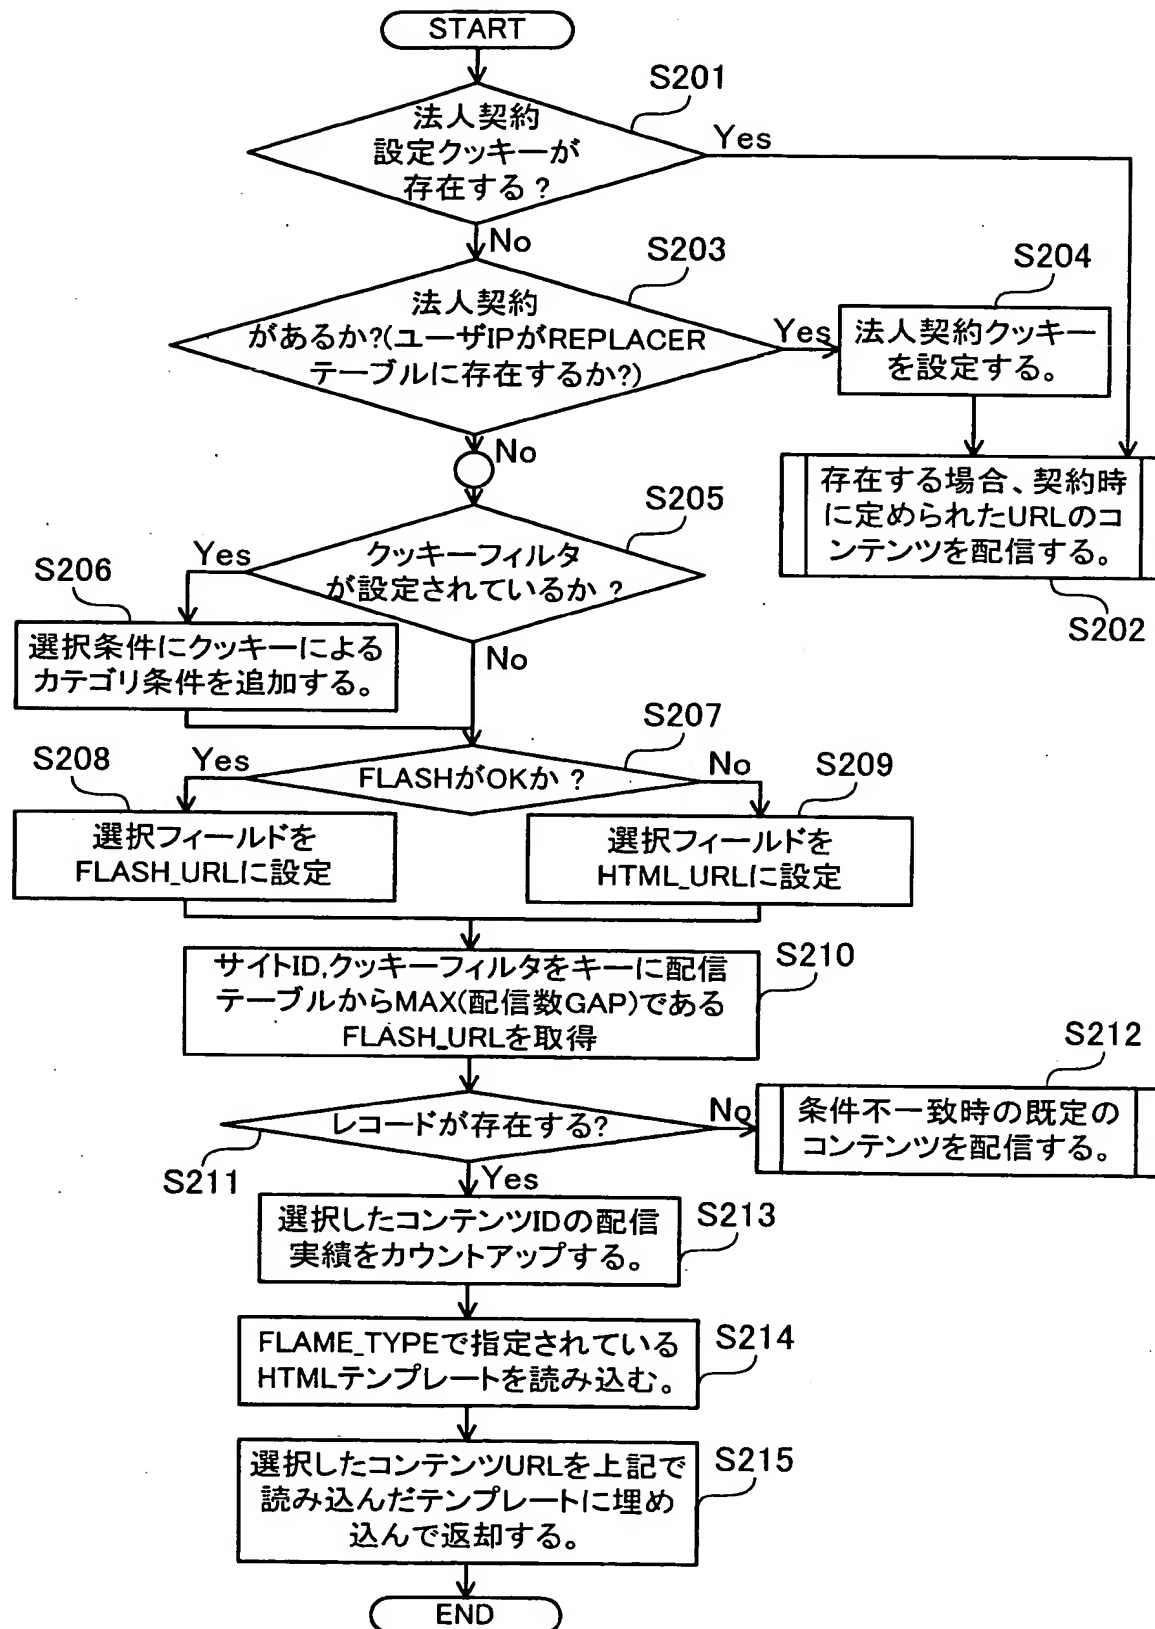 START
S201
法人契約
設定クッキーが
存在する？
Yes
No
S203
法人契約
があるか?(ユーザIPがREPLACER
テーブルに存在するか?)
Yes
No
S204
法人契約クッキー
を設定する。
存在する場合、契約時
に定められたURLのコ
ンテンツを配信する。
S202
S205
クッキーフィルタ
が設定されているか？
Yes
No
S206
選択条件にクッキーによる
カテゴリ条件を追加する。
S207
FLASHがOKか？
Yes
No
S208
選択フィールドを
FLASH_URLに設定
S209
選択フィールドを
HTML_URLに設定
S210
サイトID,クッキーフィルタをキーに配信
テーブルからMAX(配信数GAP)である
FLASH_URLを取得
レコードが存在する?
S211
No
Yes
S212
条件不一致時の既定の
コンテンツを配信する。
S213
選択したコンテンツIDの配信
実績をカウントアップする。
S214
FLAME_TYPEで指定されている
HTMLテンプレートを読み込む。
S215
選択したコンテンツURLを上記で
読み込んだテンプレートに埋め
込んで返却する。
END